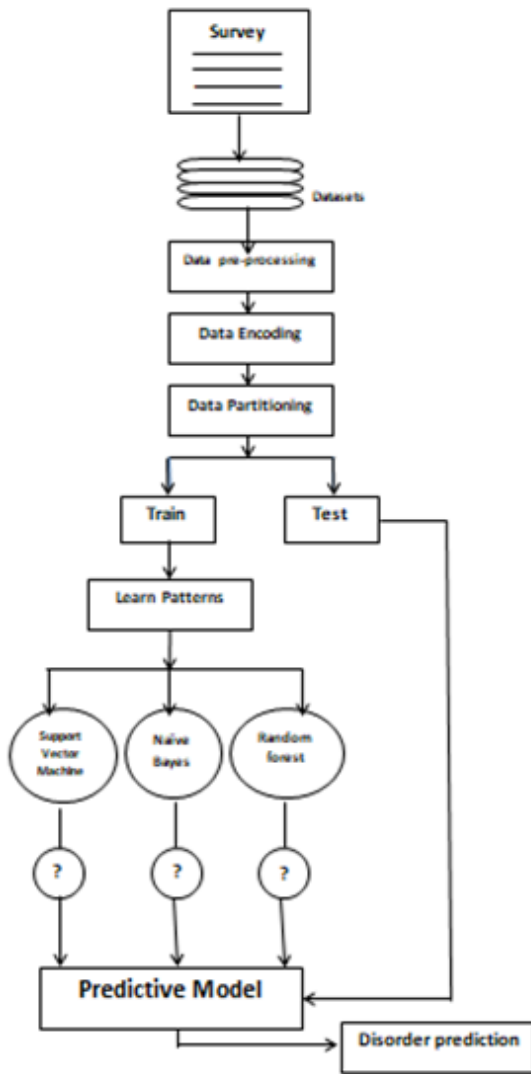 Survey
Datasets
Data pre-processing
Data Encoding
Data Partitioning
Train
Test
Learn Patterns
Support
Vector
Machine
Naïve
Bayes
Random
forest
?
?
?
Predictive Model
Disorder prediction